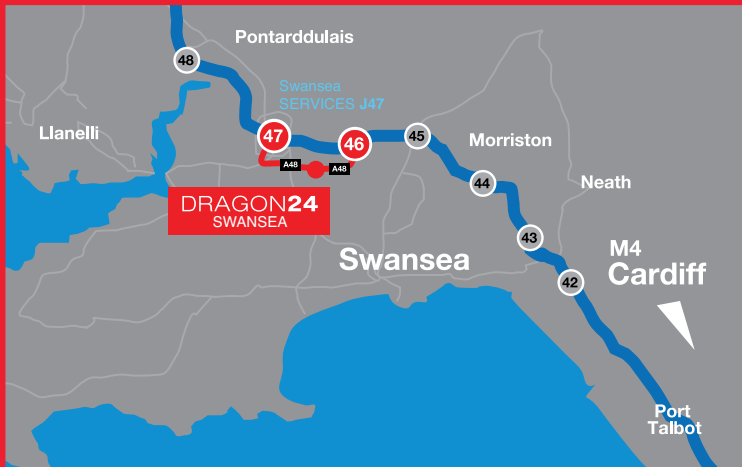 Pontarddulais
48
Swansea
SERVICES J47
Llanelli
47
46
45
Morriston
A48
A48
44
Neath
DRAGON24
SWANSEA
43
M4
Cardiff
Swansea
42
Port
Talbot